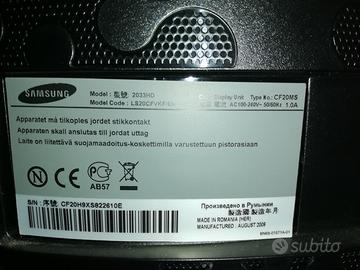 SAMSUNG
Model : 型號: 2033HD
Model Code : LS20CFVKF/EN
Display Unit Type No.: CF20MS
AC100-240V~ 50/60Hz 1.0A
Apparatet må tilkoples jordet stikkontakt
Apparaten skall anslutas till jordat uttag
Laite on liitettävä suojamaadoitus-koskettimilla varustettuun pistorasiaan
AB57
S/N : 序號: CF20H9XS822610E
Произведено в Румынии
MADE IN ROMANIA (HER)
Manufactured : AUGUST 2009
subito